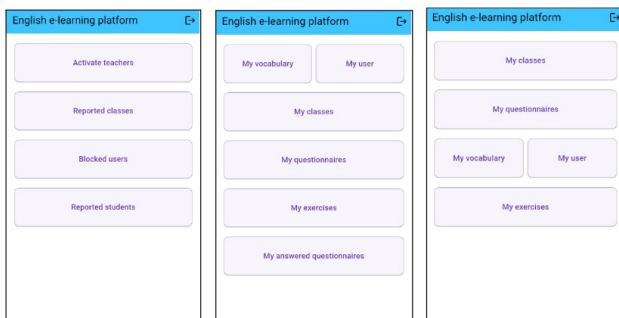 English e-learning platform
Activate teachers
Reported classes
Blocked users
Reported students
English e-learning platform
My vocabulary My user
My classes
My questionnaires
My exercises
My answered questionnaires
English e-learning platform
My classes
My questionnaires
My vocabulary My user
My exercises